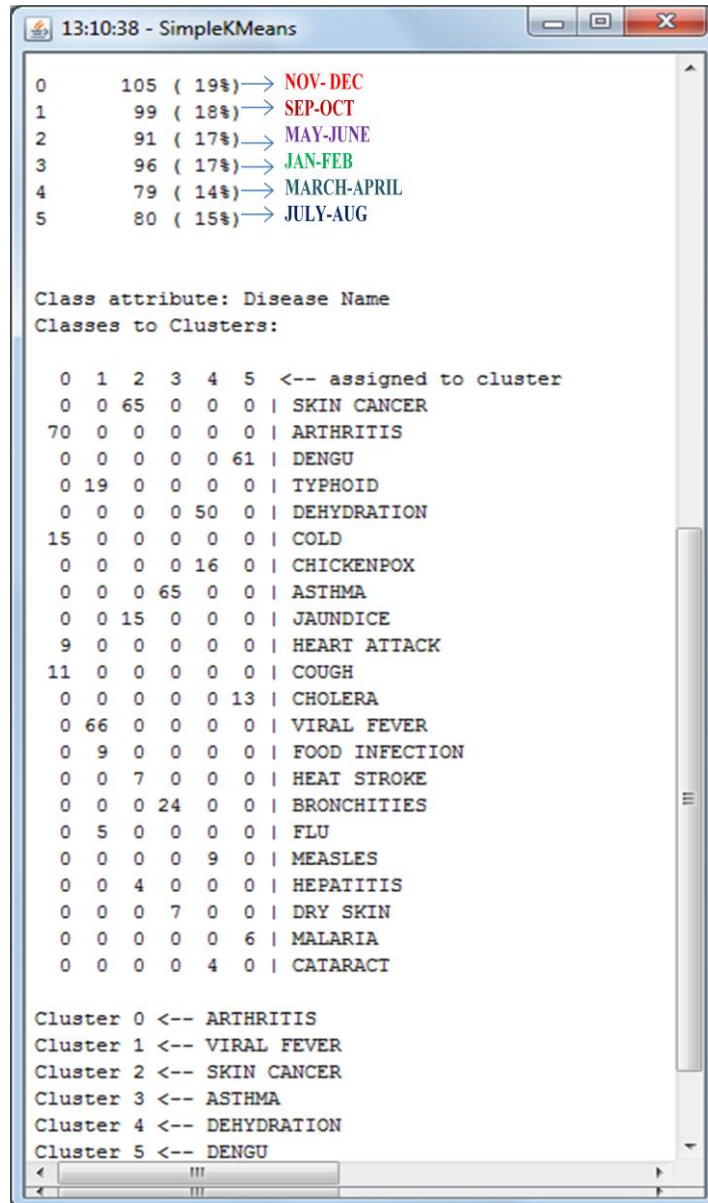 13:10:38 - SimpleKMeans
0 105 ( 19%) NOV- DEC
1 99 ( 18%) SEP-OCT
2 91 ( 17%) MAY-JUNE
3 96 ( 17%) JAN-FEB
4 79 ( 14%) MARCH-APRIL
5 80 ( 15%) JULY-AUG
Class attribute: Disease Name
Classes to Clusters:
0 1 2 3 4 5 <-- assigned to cluster
0 0 65 0 0 0 | SKIN CANCER
70 0 0 0 0 0 | ARTHRITIS
0 0 0 0 0 61 | DENGU
0 19 0 0 0 0 | TYPHOID
0 0 0 0 50 0 | DEHYDRATION
15 0 0 0 0 0 | COLD
0 0 0 0 16 0 | CHICKENPOX
0 0 0 65 0 0 | ASTHMA
0 0 15 0 0 0 | JAUNDICE
9 0 0 0 0 0 | HEART ATTACK
11 0 0 0 0 0 | COUGH
0 0 0 0 0 13 | CHOLERA
0 66 0 0 0 0 | VIRAL FEVER
0 9 0 0 0 0 | FOOD INFECTION
0 0 7 0 0 0 | HEAT STROKE
0 0 0 24 0 0 | BRONCHITIES
0 5 0 0 0 0 | FLU
0 0 0 0 9 0 | MEASLES
0 0 4 0 0 0 | HEPATITIS
0 0 0 7 0 0 | DRY SKIN
0 0 0 0 0 6 | MALARIA
0 0 0 0 4 0 | CATARACT
Cluster 0 <-- ARTHRITIS
Cluster 1 <-- VIRAL FEVER
Cluster 2 <-- SKIN CANCER
Cluster 3 <-- ASTHMA
Cluster 4 <-- DEHYDRATION
Cluster 5 <-- DENGU